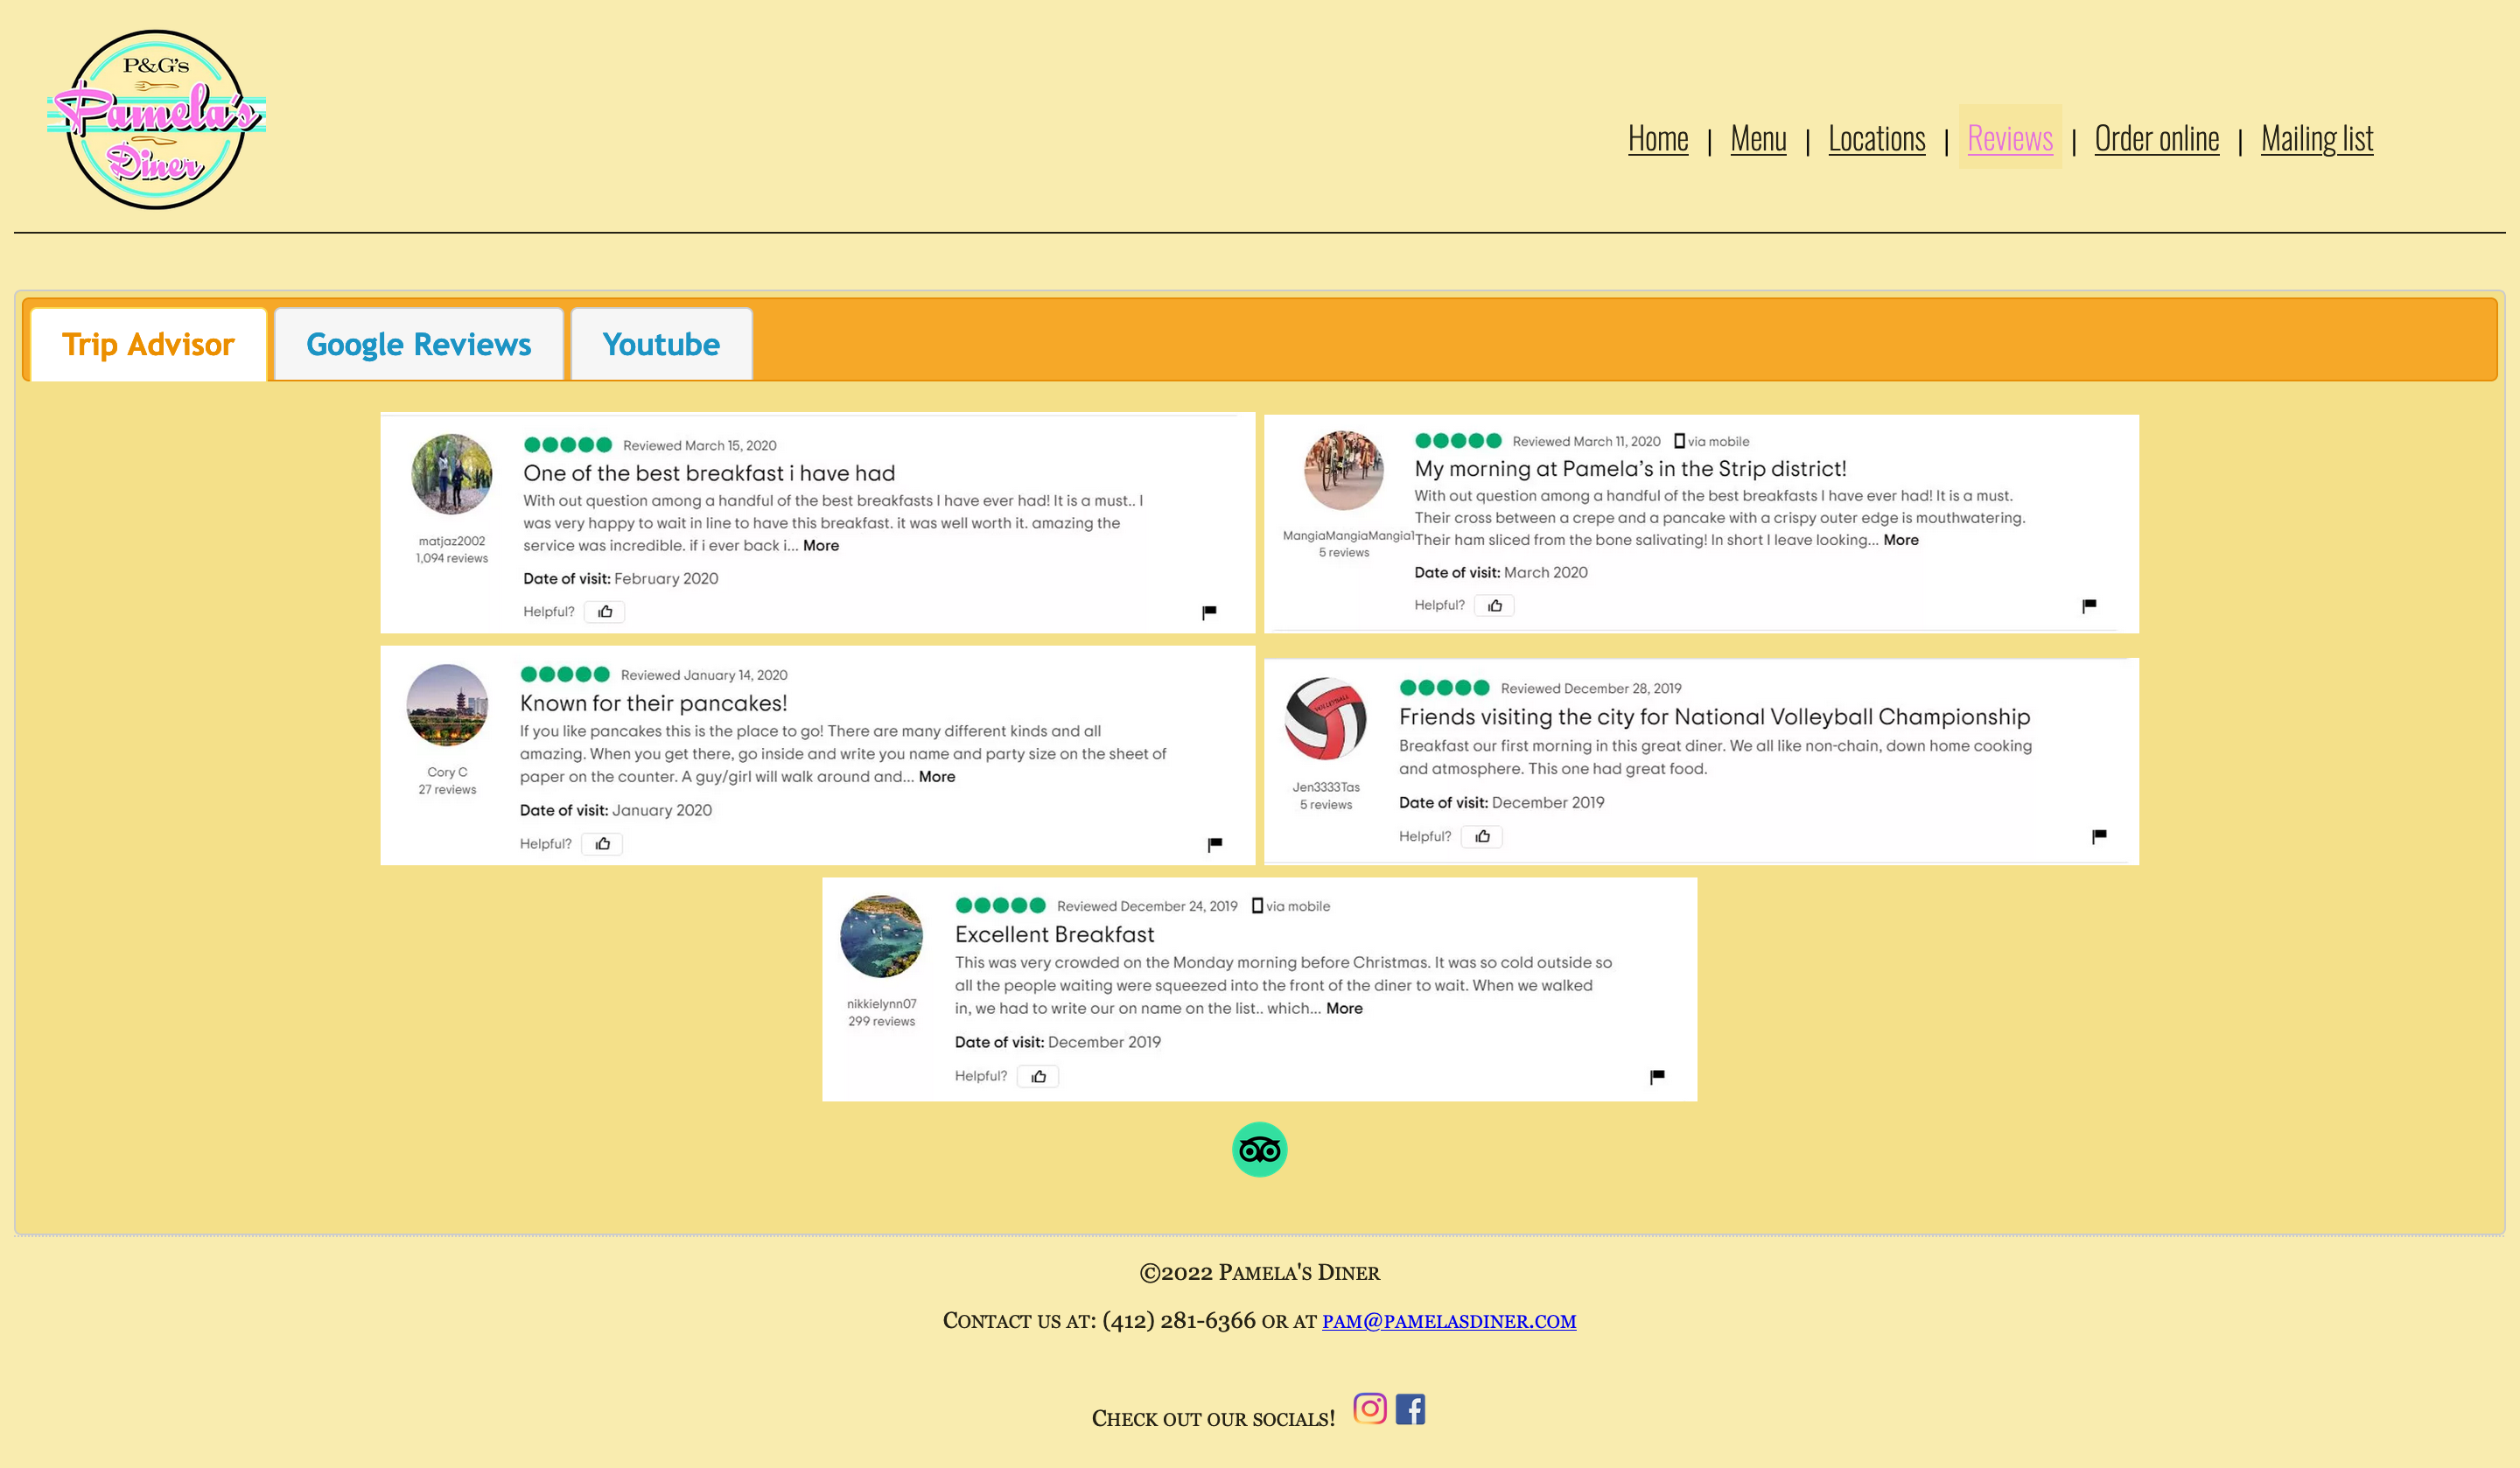 P&G's
Pamela's
Diner
Home | Menu | Locations | Reviews | Order online | Mailing list
Trip Advisor
Google Reviews
Youtube
Reviewed March 15, 2020
One of the best breakfast i have had
With out question among a handful of the best breakfasts I have ever had! It is a must.. I
was very happy to wait in line to have this breakfast. it was well worth it. amazing the
service was incredible. if i ever back i... More
matjaz2002
1,094 reviews
Date of visit: February 2020
Helpful?
Reviewed March 11, 2020 via mobile
My morning at Pamela's in the Strip district!
With out question among a handful of the best breakfasts I have ever had! It is a must.
Their cross between a crepe and a pancake with a crispy outer edge is mouthwatering.
Their ham sliced from the bone salivating! In short I leave looking... More
MangiaMangiaMangia1
5 reviews
Date of visit: March 2020
Helpful?
Reviewed January 14, 2020
Known for their pancakes!
If you like pancakes this is the place to go! There are many different kinds and all
amazing. When you get there, go inside and write you name and party size on the sheet of
paper on the counter. A guy/girl will walk around and... More
Cory C
27 reviews
Date of visit: January 2020
Helpful?
VOLLEYBALL
Reviewed December 28, 2019
Friends visiting the city for National Volleyball Championship
Breakfast our first morning in this great diner. We all like non-chain, down home cooking
and atmosphere. This one had great food.
Jen3333Tas
5 reviews
Date of visit: December 2019
Helpful?
Reviewed December 24, 2019 via mobile
Excellent Breakfast
This was very crowded on the Monday morning before Christmas. It was so cold outside so
all the people waiting were squeezed into the front of the diner to wait. When we walked
in, we had to write our on name on the list.. which... More
nikkielynn07
299 reviews
Date of visit: December 2019
Helpful?
©2022 Pamela's Diner
Contact us at: (412) 281-6366 or at pam@pamelasdiner.com
Check out our socials!